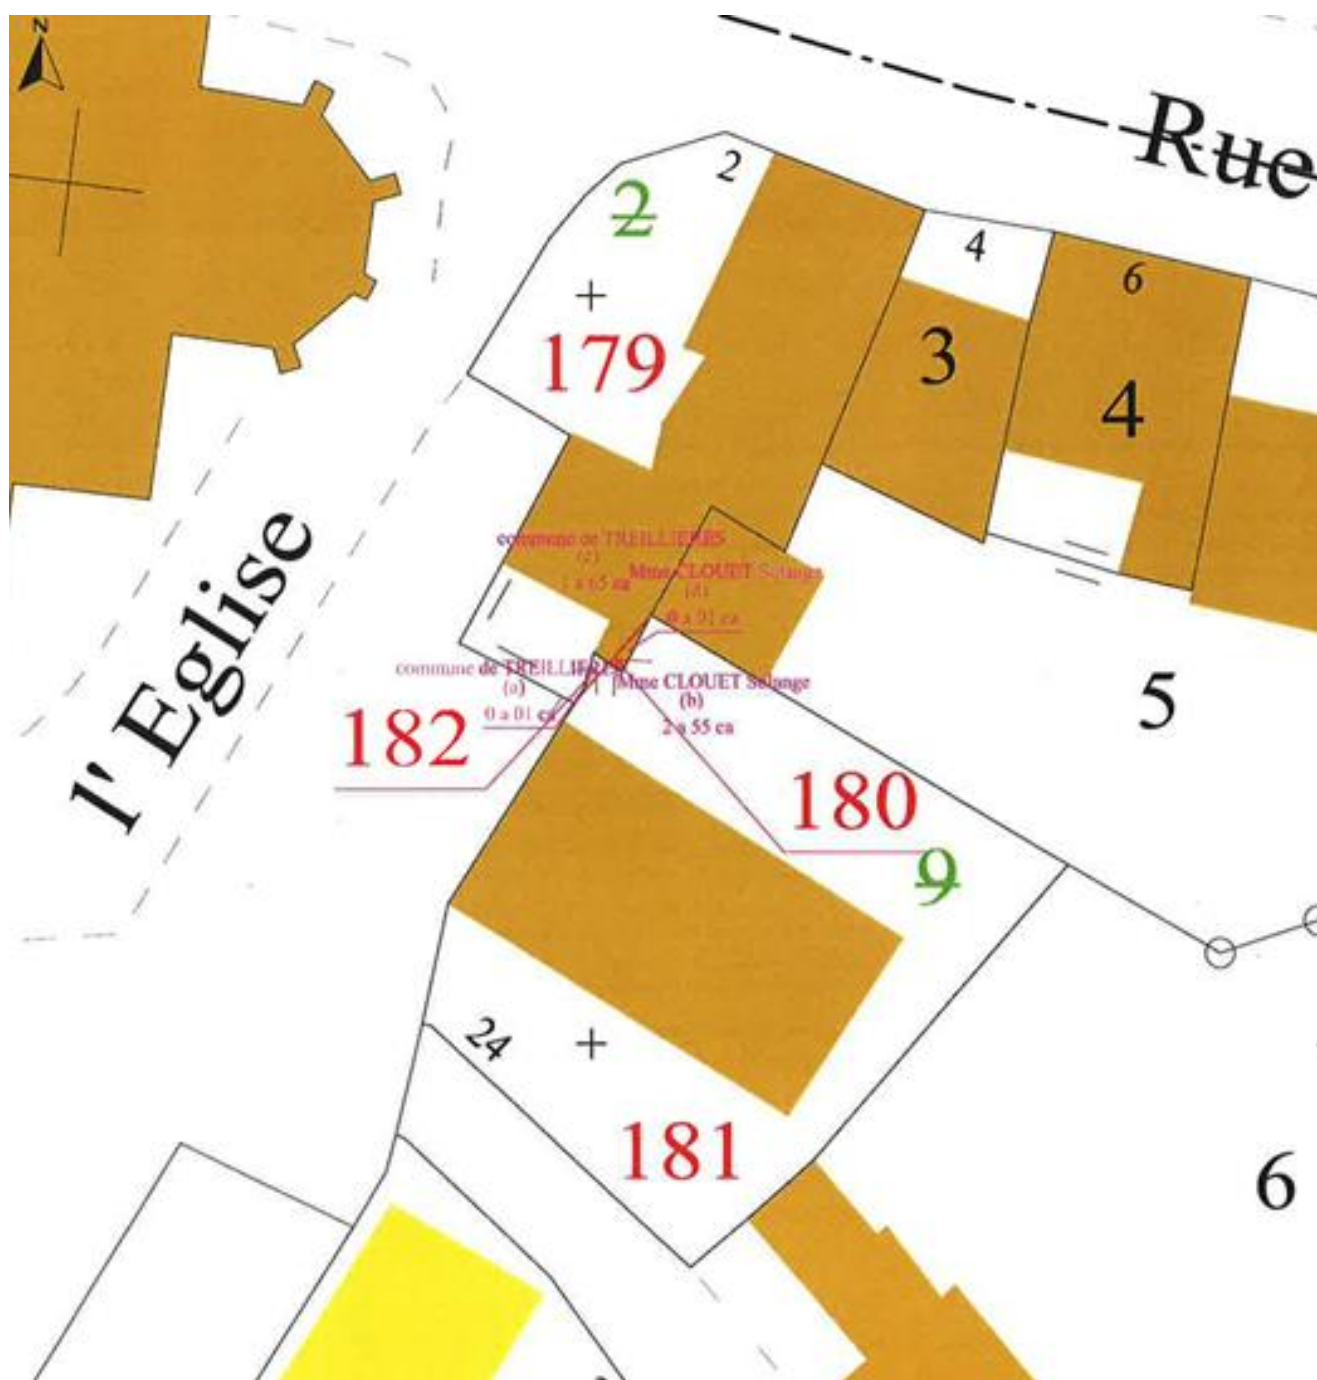 N
Rue
2
2
4
6
179
3
4
commune de TREILLIERES
(c)
1 a 65 ca
Mme CLOUET Solange
(d)
0 a 01 ca
l' Eglise
commune de TREILLIERES
(a)
0 a 01 ca
Mme CLOUET Solange
(b)
2 a 55 ca
5
182
180
9
24
181
6